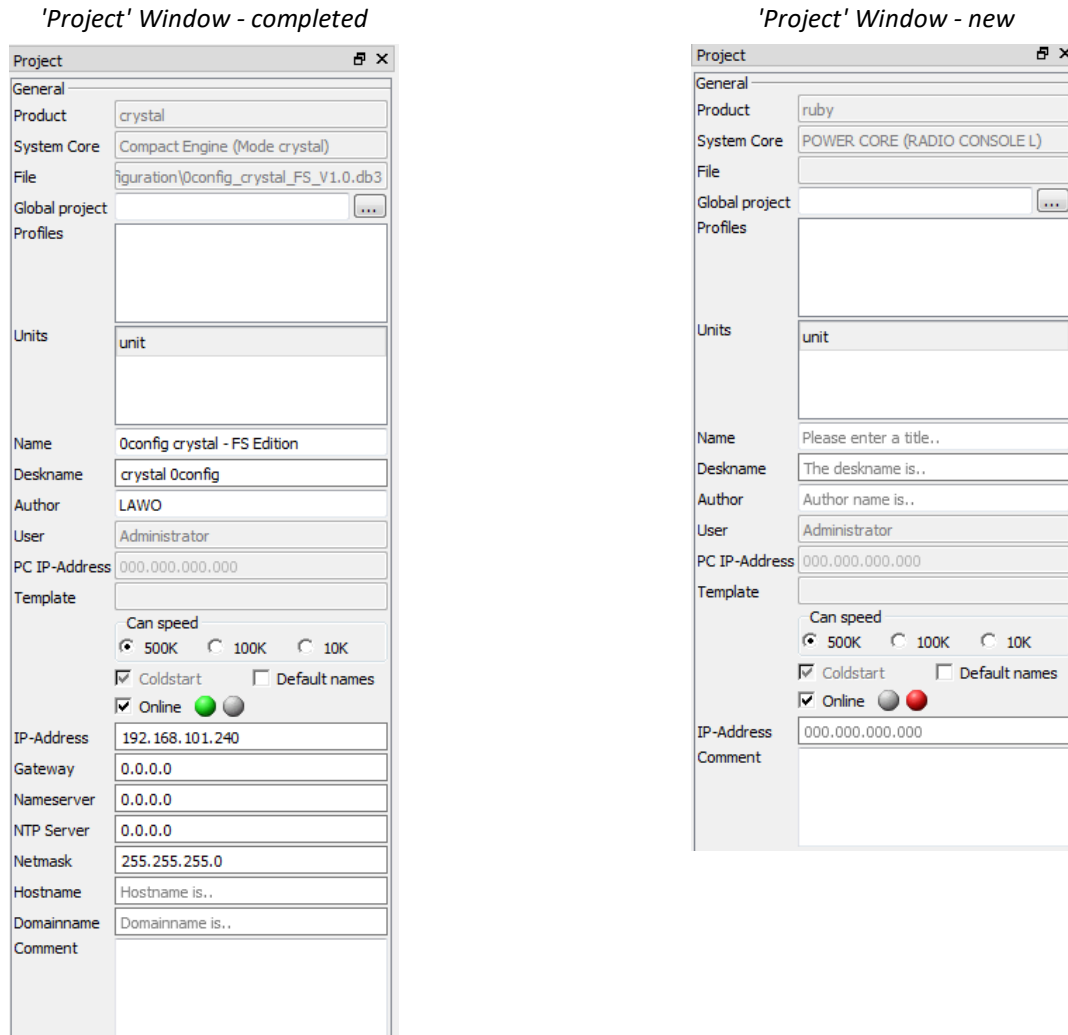 'Project' Window - completed
Project
General
Product crystal
System Core Compact Engine (Mode crystal)
File figuration\0config_crystal_FS_V1.0.db3
Global project ...
Profiles
Units unit
Name 0config crystal - FS Edition
Deskname crystal 0config
Author LAWO
User Administrator
PC IP-Address 000.000.000.000
Template
Can speed
500K 100K 10K
Coldstart Default names
Online
IP-Address 192.168.101.240
Gateway 0.0.0.0
Nameserver 0.0.0.0
NTP Server 0.0.0.0
Netmask 255.255.255.0
Hostname Hostname is..
Domainname Domainname is..
Comment
'Project' Window - new
Project
General
Product ruby
System Core POWER CORE (RADIO CONSOLE L)
File
Global project ...
Profiles
Units unit
Name Please enter a title..
Deskname The deskname is..
Author Author name is..
User Administrator
PC IP-Address 000.000.000.000
Template
Can speed
500K 100K 10K
Coldstart Default names
Online
IP-Address 000.000.000.000
Comment